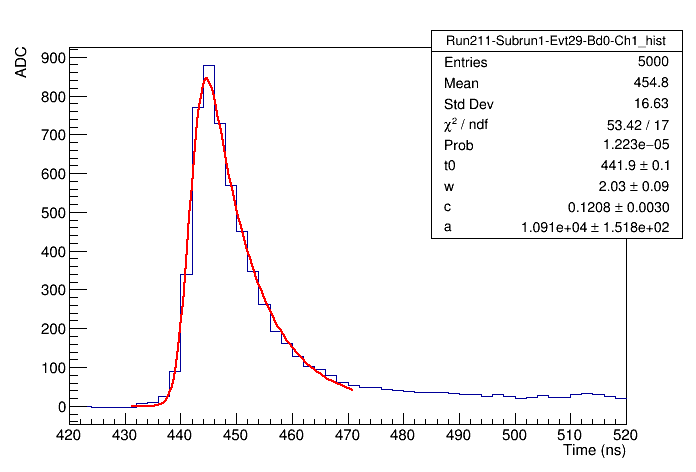 Run211-Subrun1-Evt29-Bd0-Ch1_hist
Entries 5000
Mean 454.8
Std Dev 16.63
χ² / ndf 53.42 / 17
Prob 1.223e−05
t0 441.9 ± 0.1
w 2.03 ± 0.09
c 0.1208 ± 0.0030
a 1.091e+04 ± 1.518e+02
ADC
900
800
700
600
500
400
300
200
100
0
420 430 440 450 460 470 480 490 500 510 520
Time (ns)